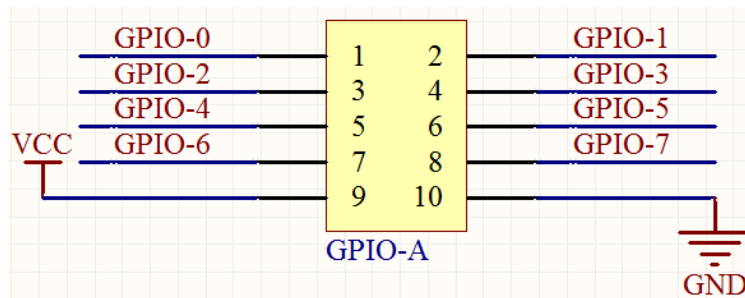 GPIO-0 GPIO-1
1 2
GPIO-2 GPIO-3
3 4
GPIO-4 GPIO-5
5 6
VCC GPIO-6 GPIO-7
7 8
9 10
GPIO-A
GND